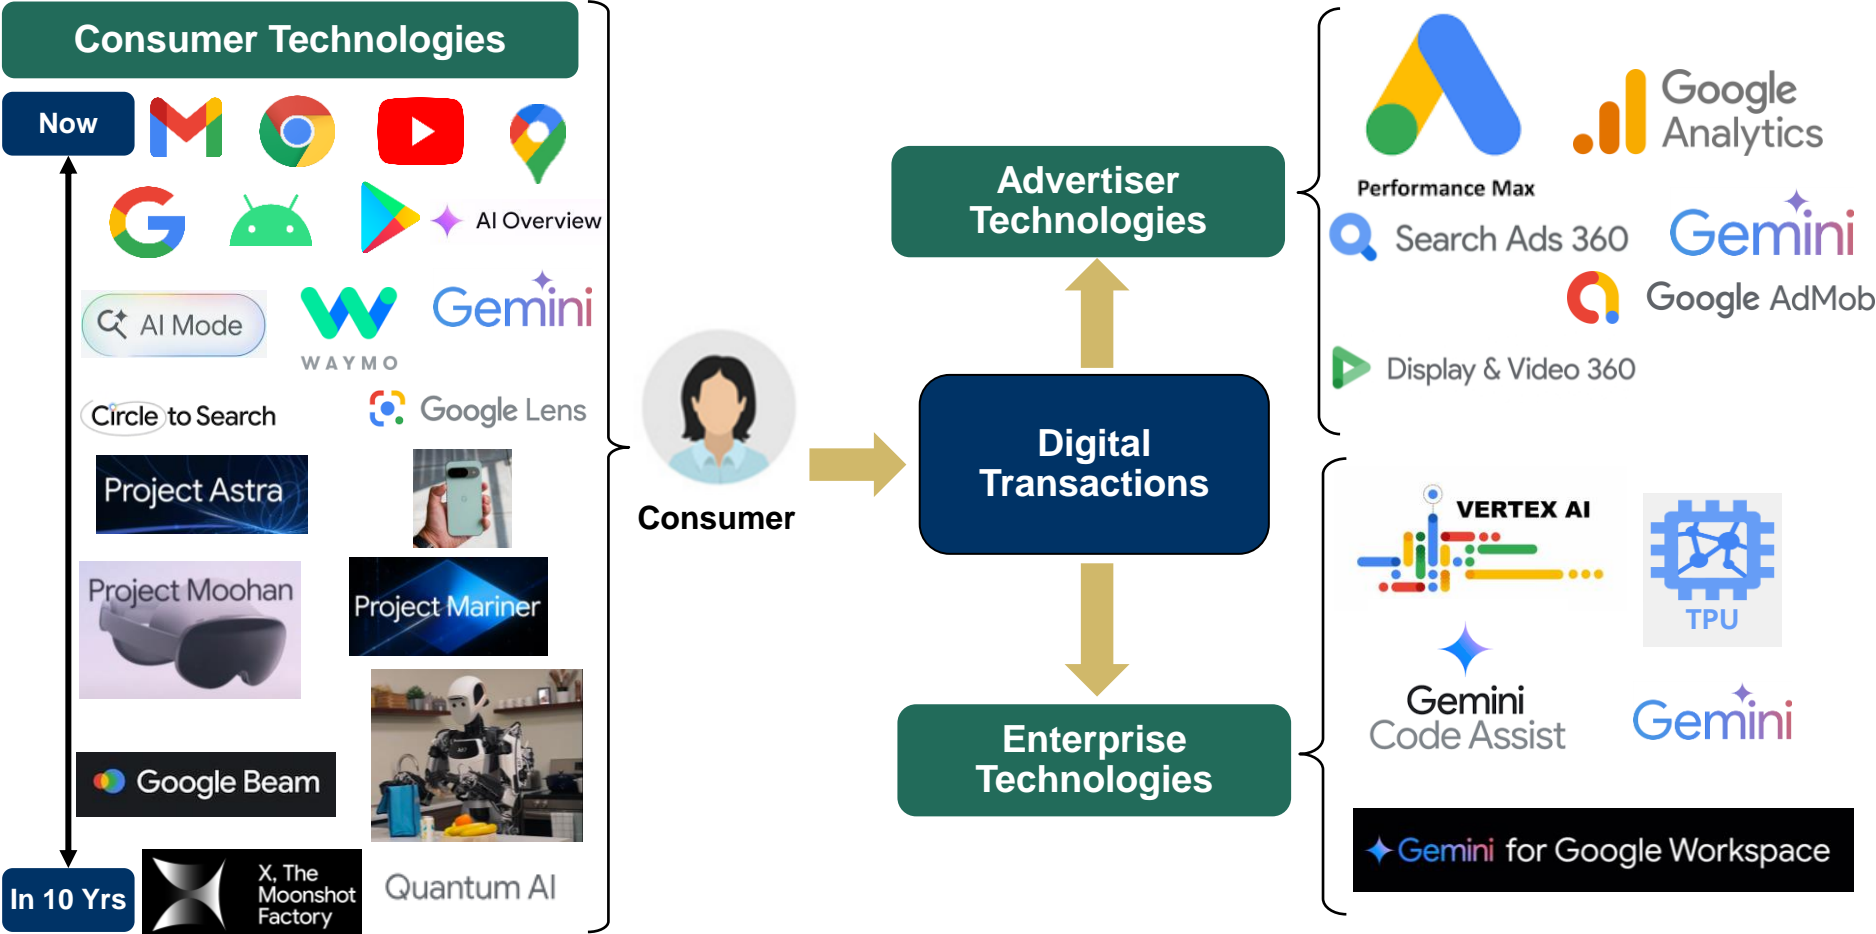 Consumer Technologies
Now
AI Overview
AI Mode
WAYMO
Gemini
Circle to Search
Google Lens
Project Astra
Project Moohan
Project Mariner
Google Beam
In 10 Yrs
X, The
Moonshot
Factory
Quantum AI
Consumer
Digital
Transactions
Advertiser
Technologies
Enterprise
Technologies
Google
Analytics
Performance Max
Search Ads 360
Gemini
Google AdMob
Display & Video 360
VERTEX AI
TPU
Gemini
Code Assist
Gemini
Gemini for Google Workspace